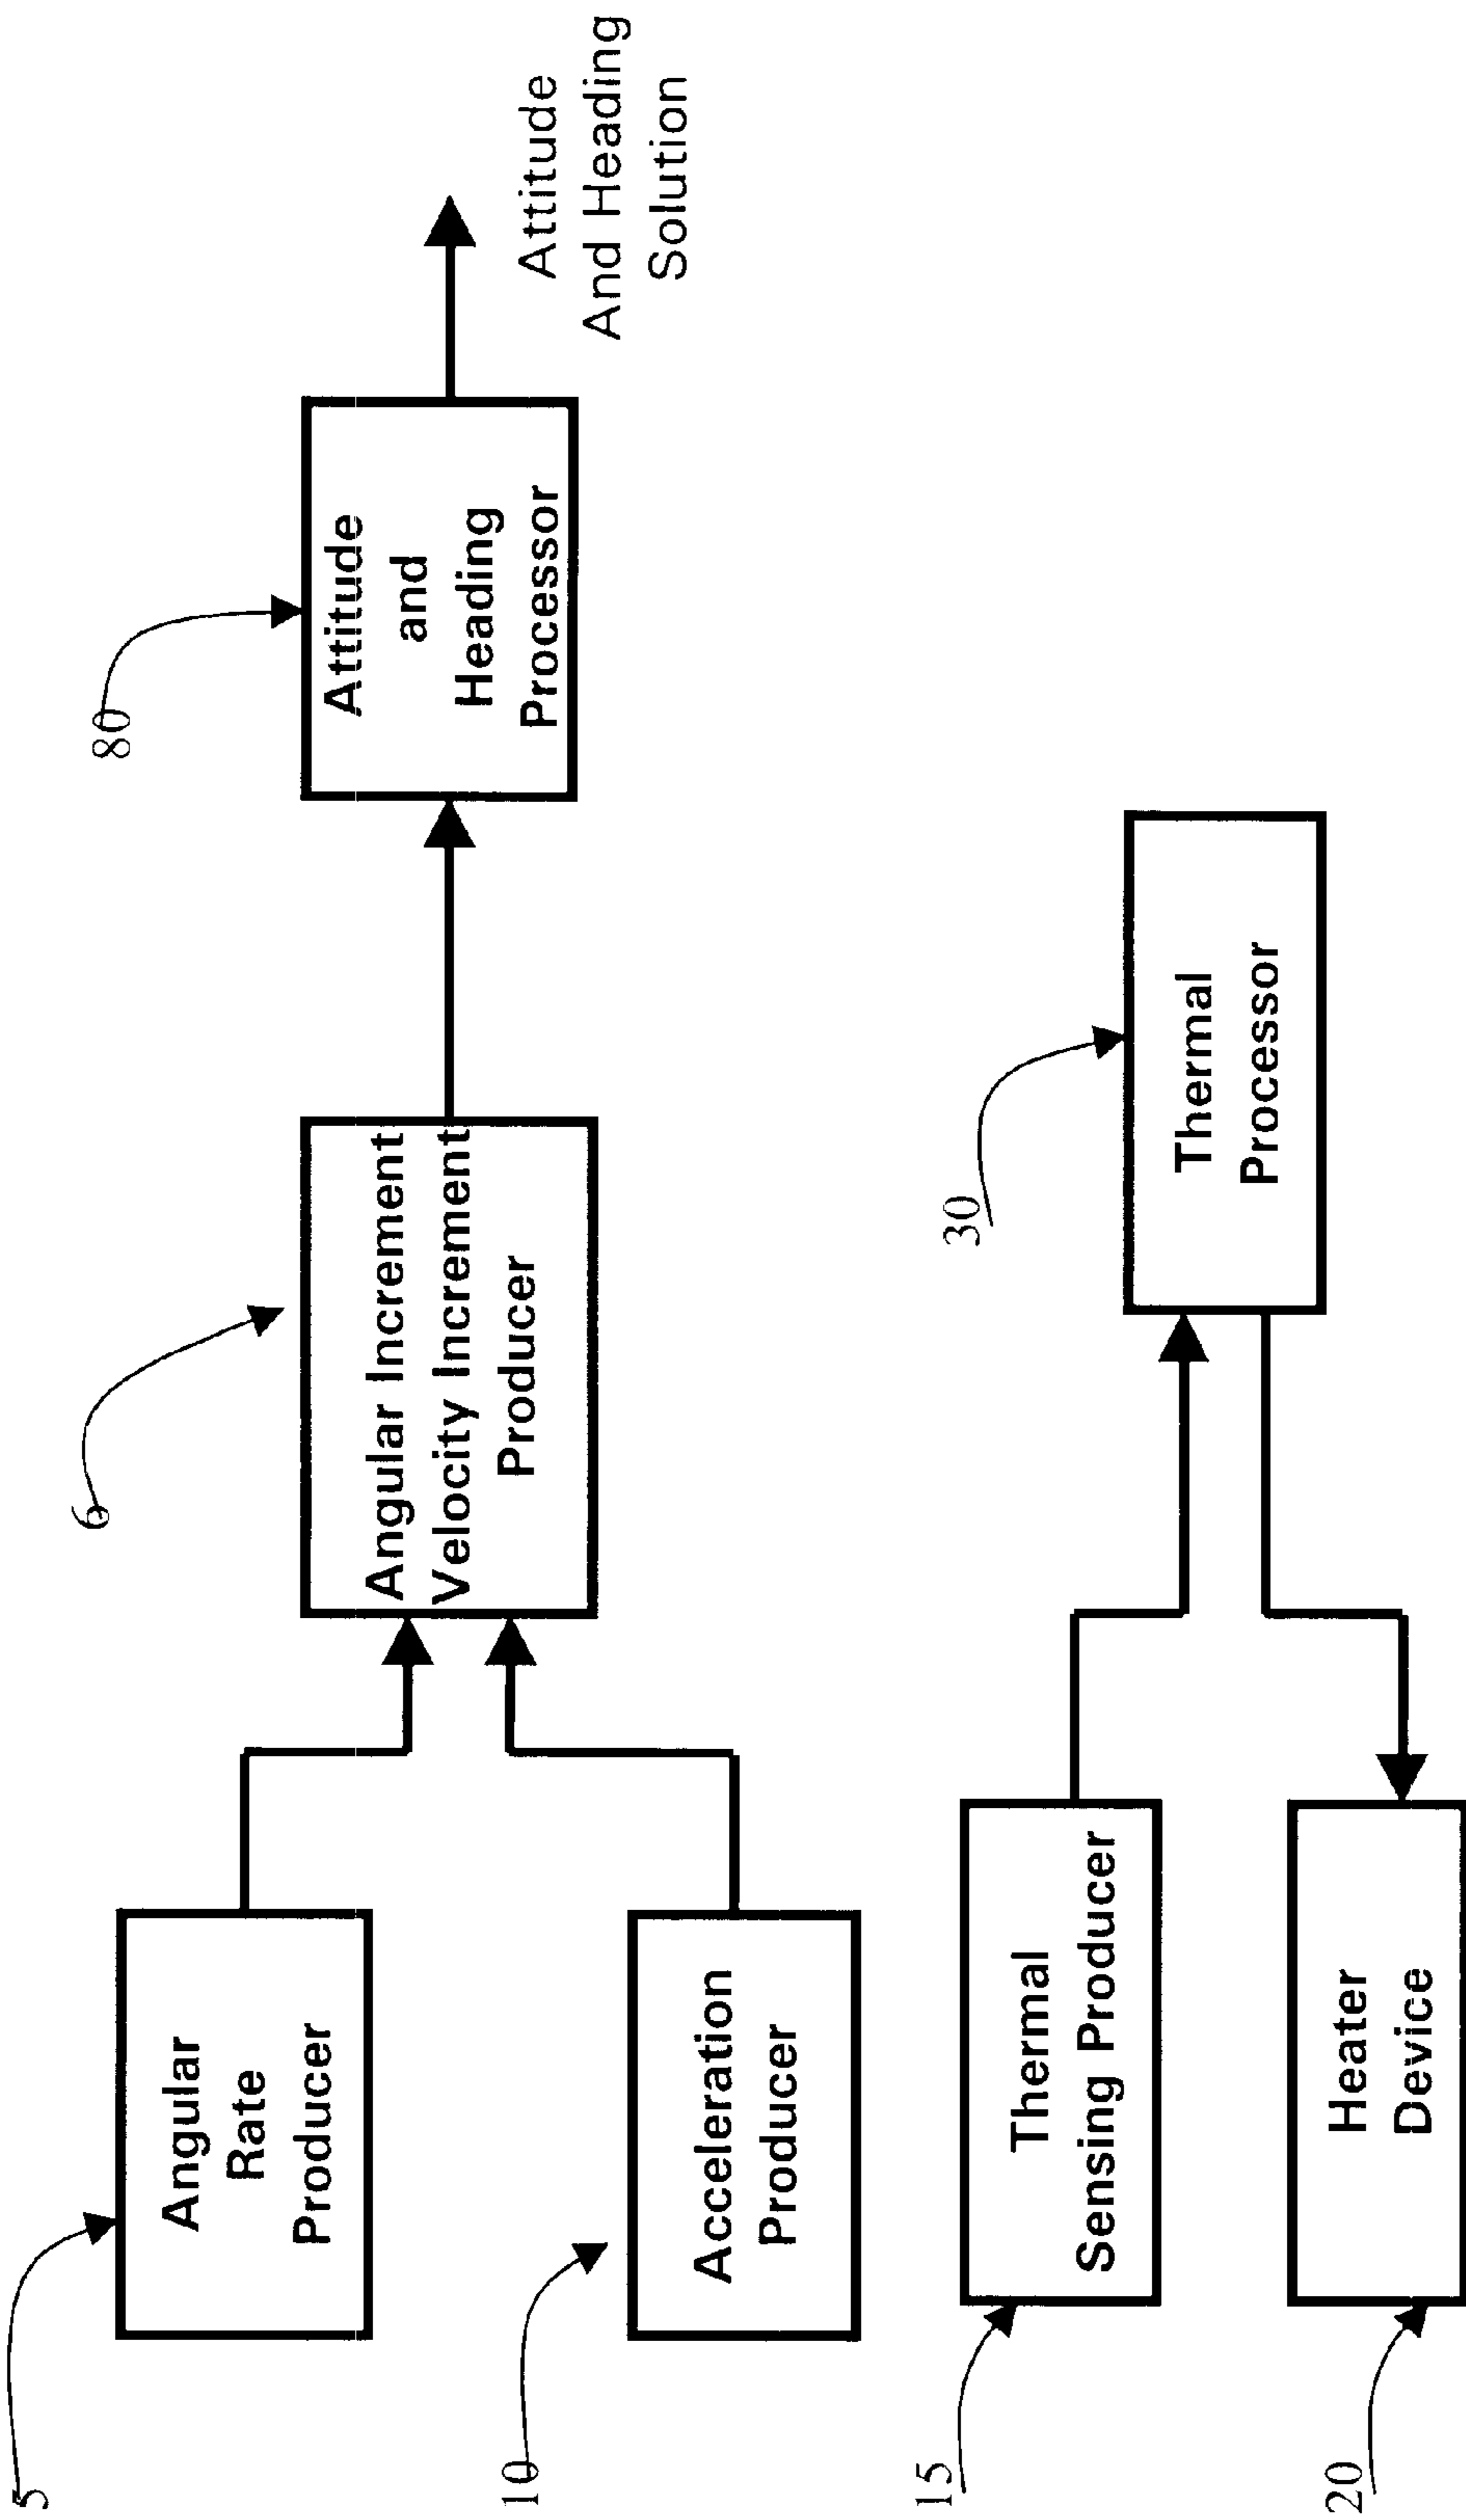 5
Angular
Rate
Producer
10
Acceleration
Producer
6
Angular Increment
Velocity Increment
Producer
80
Attitude
and
Heading
Processor
Attitude
And Heading
Solution
15
Thermal
Sensing Producer
20
Heater
Device
30
Thermal
Processor